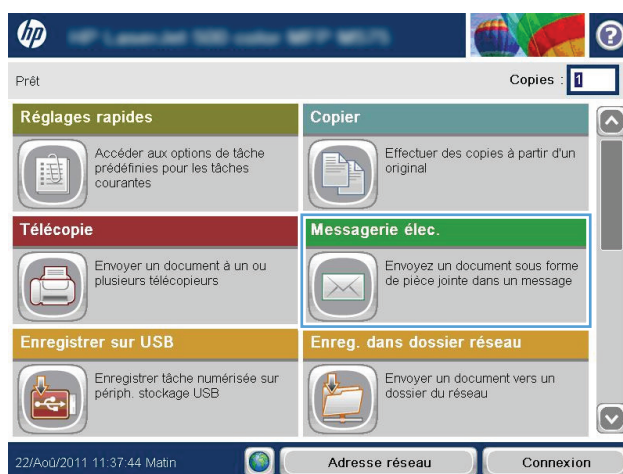 hp
Prêt
Copies : 1
Réglages rapides
Accéder aux options de tâche
prédéfinies pour les tâches
courantes
Copier
Effectuer des copies à partir d'un
original
Télécopie
Envoyer un document à un ou
plusieurs télécopieurs
Messagerie élec.
Envoyez un document sous forme
de pièce jointe dans un message
Enregistrer sur USB
Enregistrer tâche numérisée sur
périph. stockage USB
Enreg. dans dossier réseau
Envoyer un document vers un
dossier du réseau
22/Aoû/2011 11:37:44 Matin
Adresse réseau
Connexion